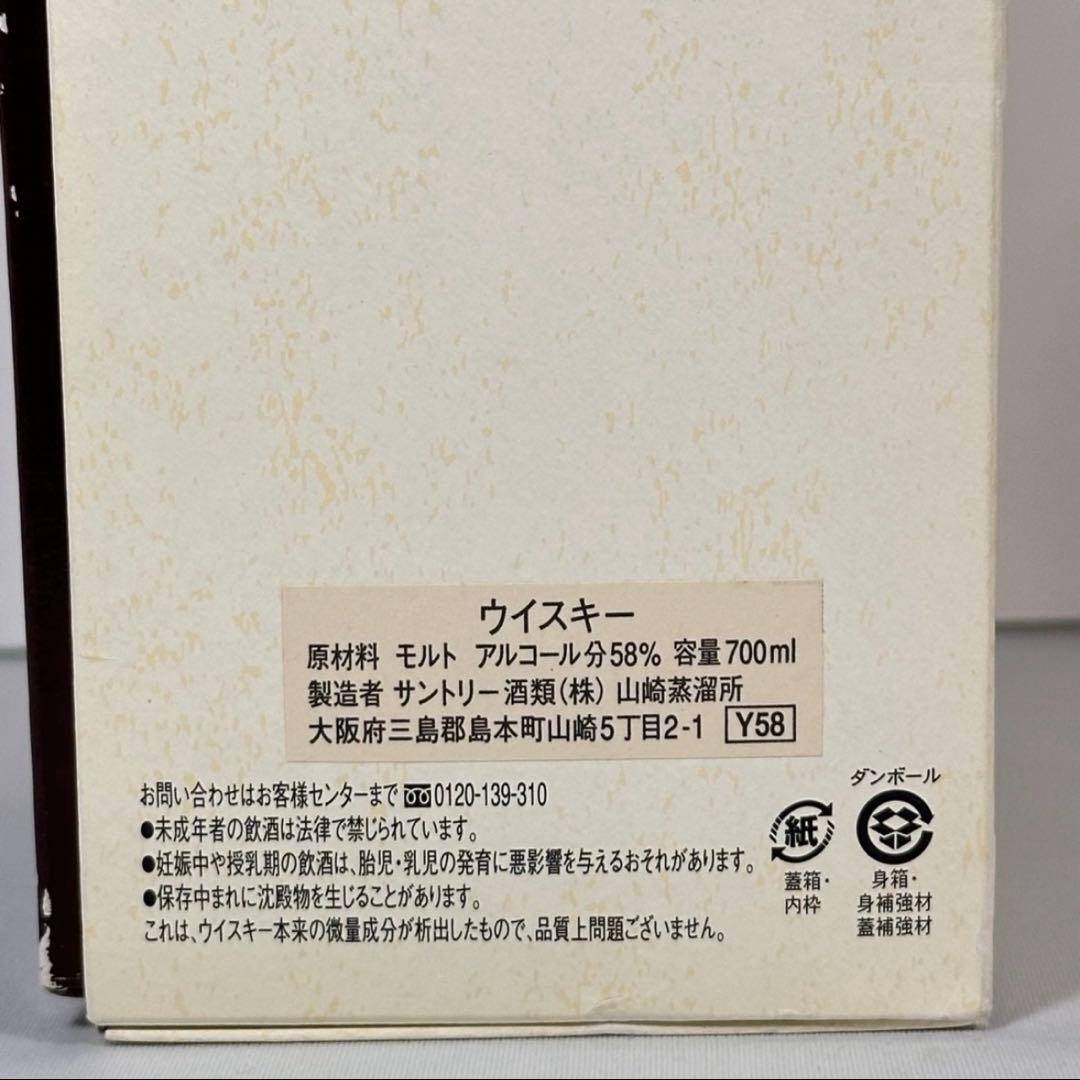 ウイスキー
原材料 モルト アルコール分58% 容量700ml
製造者 サントリー酒類(株) 山崎蒸溜所
大阪府三島郡島本町山崎5丁目2-1 Y58
お問い合わせはお客様センターまで 0120-139-310
●未成年者の飲酒は法律で禁じられています。
●妊娠中や授乳期の飲酒は、胎児・乳児の発育に悪影響を与えるおそれがあります。
●保存中まれに沈殿物を生じることがあります。
これは、ウイスキー本来の微量成分が析出したもので、品質上問題ございません。
紙
蓋箱・
内枠
ダンボール
身箱・
身補強材
蓋補強材